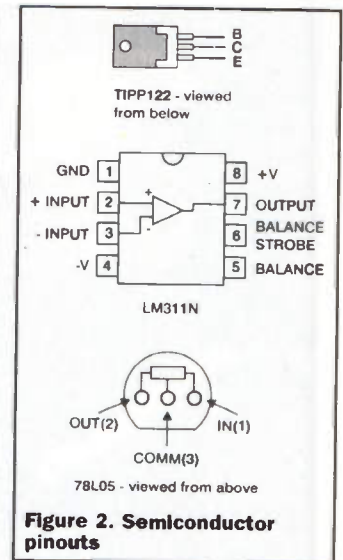 B
C
E
TIPP122 - viewed
from below
GND 1
8 +V
+ INPUT 2
+
7 OUTPUT
- INPUT 3
-
6 BALANCE
STROBE
-V 4
5 BALANCE
LM311N
OUT(2)
IN(1)
COMM(3)
78L05 - viewed from above
Figure 2. Semiconductor
pinouts